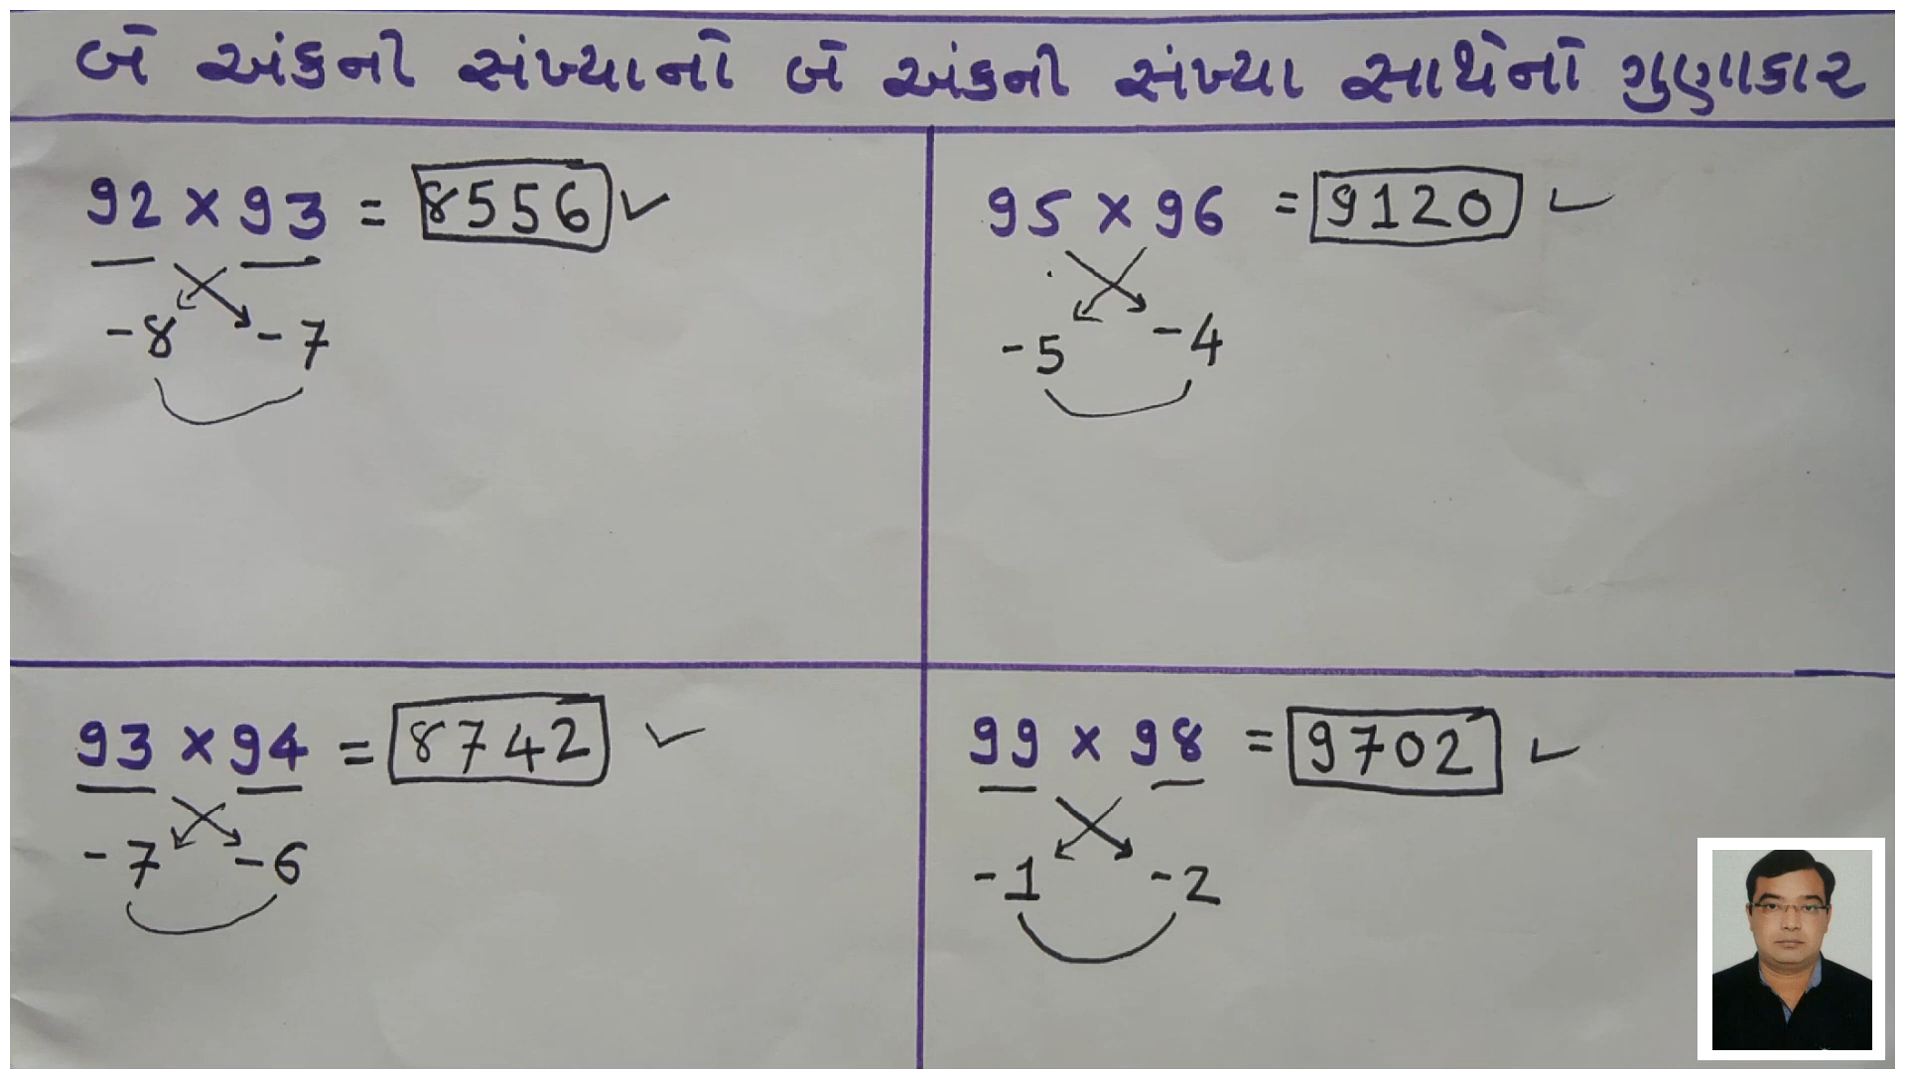 બે અંકની સંખ્યાનો બે અંકની સંખ્યા સાથેનો ગુણાકાર
92 × 93 = 8556 ✓
-8 -7
95 × 96 = 9120 ✓
-5 -4
93 × 94 = 8742 ✓
-7 -6
99 × 98 = 9702 ✓
-1 -2